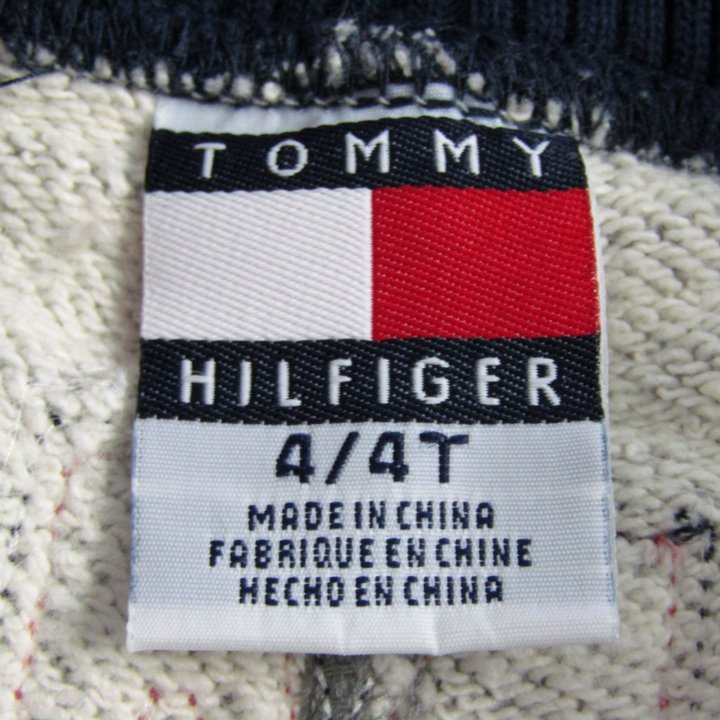 TOMMY
HILFIGER
4/4T
MADE IN CHINA
FABRIQUE EN CHINE
HECHO EN CHINA